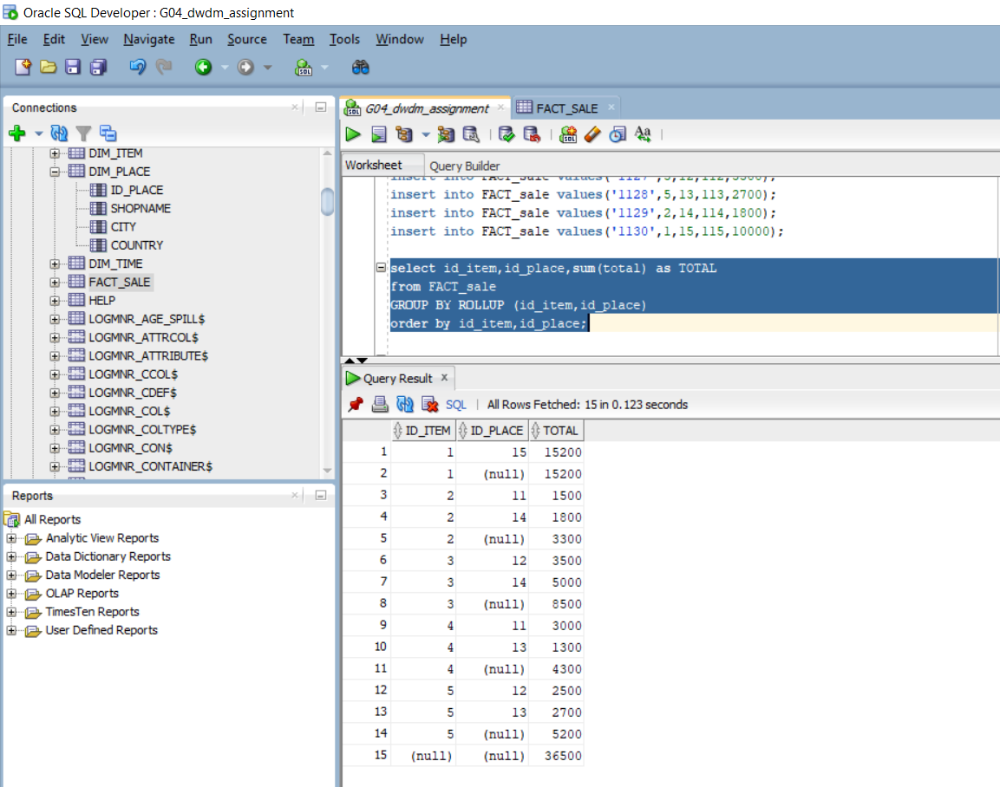 Oracle SQL Developer : G04_dwdm_assignment
File Edit View Navigate Run Source Team Tools Window Help
Connections
DIM_ITEM
DIM_PLACE
ID_PLACE
SHOPNAME
CITY
COUNTRY
DIM_TIME
FACT_SALE
HELP
LOGMNR_AGE_SPILL$
LOGMNR_ATTRCOL$
LOGMNR_ATTRIBUTE$
LOGMNR_CCOL$
LOGMNR_CDEF$
LOGMNR_COL$
LOGMNR_COLTYPE$
LOGMNR_CON$
LOGMNR_CONTAINER$
Reports
All Reports
Analytic View Reports
Data Dictionary Reports
Data Modeler Reports
OLAP Reports
TimesTen Reports
User Defined Reports
G04_dwdm_assignment FACT_SALE
Worksheet Query Builder
insert into FACT_sale values('1128',5,13,113,2700);
insert into FACT_sale values('1129',2,14,114,1800);
insert into FACT_sale values('1130',1,15,115,10000);
select id_item,id_place,sum(total) as TOTAL
from FACT_sale
GROUP BY ROLLUP (id_item,id_place)
order by id_item,id_place;
Query Result
SQL | All Rows Fetched: 15 in 0.123 seconds
ID_ITEM ID_PLACE TOTAL
1 1 15 15200
2 1 (null) 15200
3 2 11 1500
4 2 14 1800
5 2 (null) 3300
6 3 12 3500
7 3 14 5000
8 3 (null) 8500
9 4 11 3000
10 4 13 1300
11 4 (null) 4300
12 5 12 2500
13 5 13 2700
14 5 (null) 5200
15 (null) (null) 36500